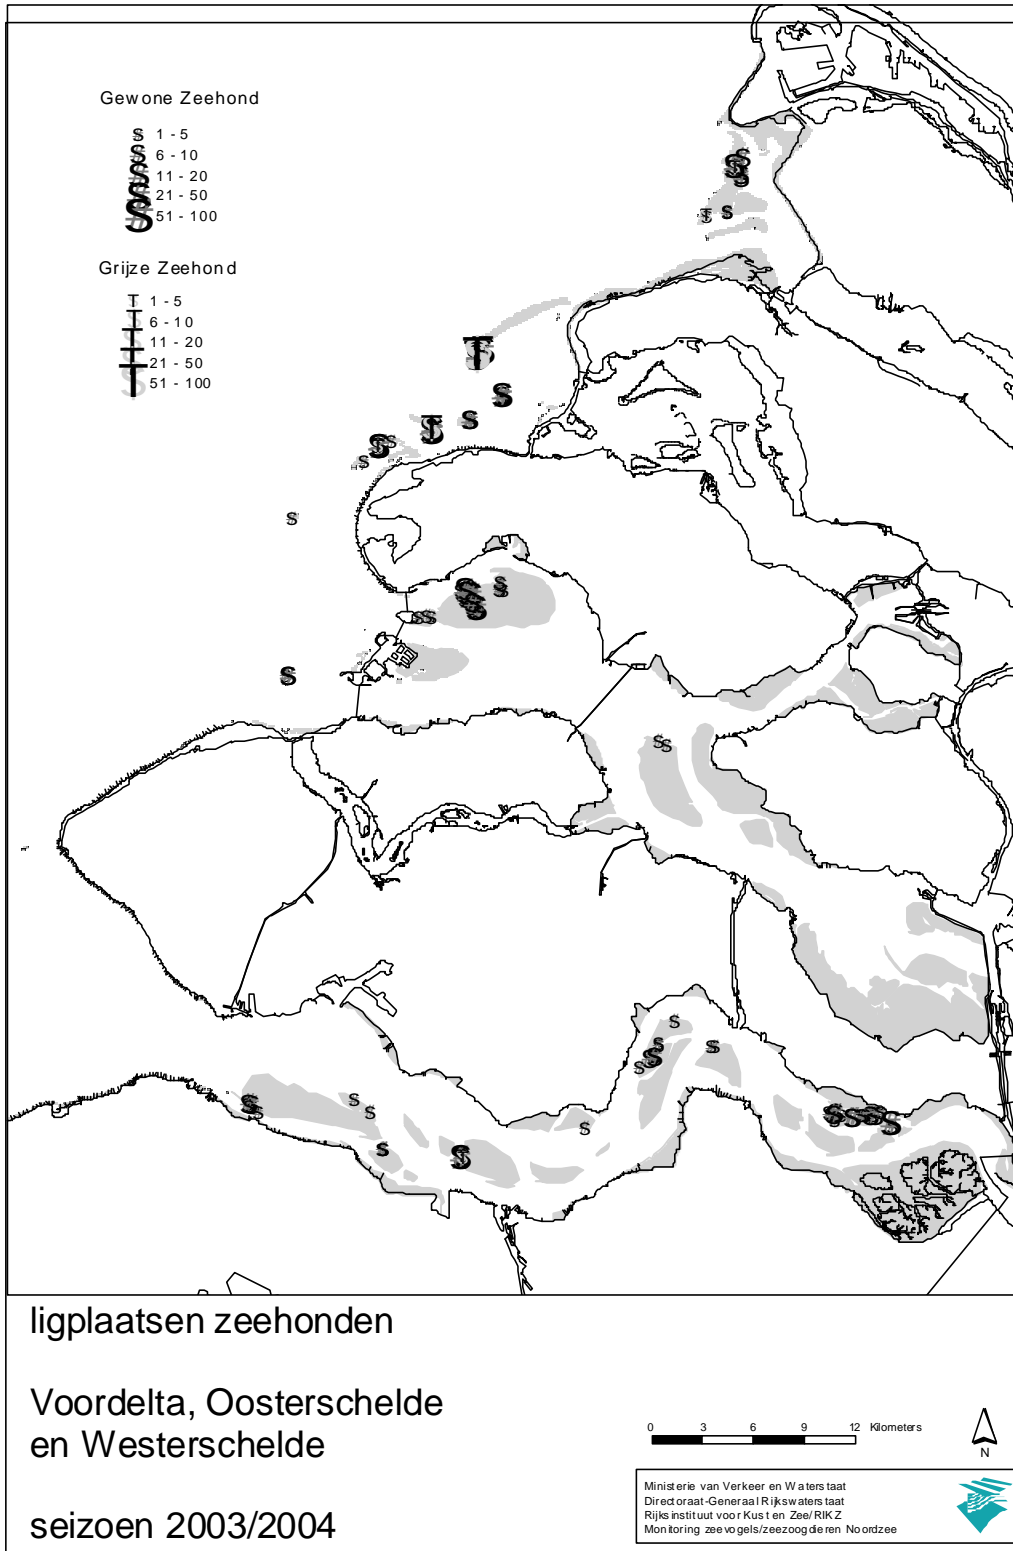 Gewone Zeehond
S 1 - 5
S 6 - 10
S 11 - 20
S 21 - 50
S 51 - 100
Grijze Zeehond
T 1 - 5
T 6 - 10
T 11 - 20
T 21 - 50
T 51 - 100
ligplaatsen zeehonden
Voordelta, Oosterschelde
en Westerschelde
seizoen 2003/2004
0 3 6 9 12 Kilometers
N
Ministerie van Verkeer en Waterstaat
Directoraat-Generaal Rijkswaterstaat
Rijksinstituut voor Kust en Zee/RIKZ
Monitoring zeevogels/zeezoogdieren Noordzee